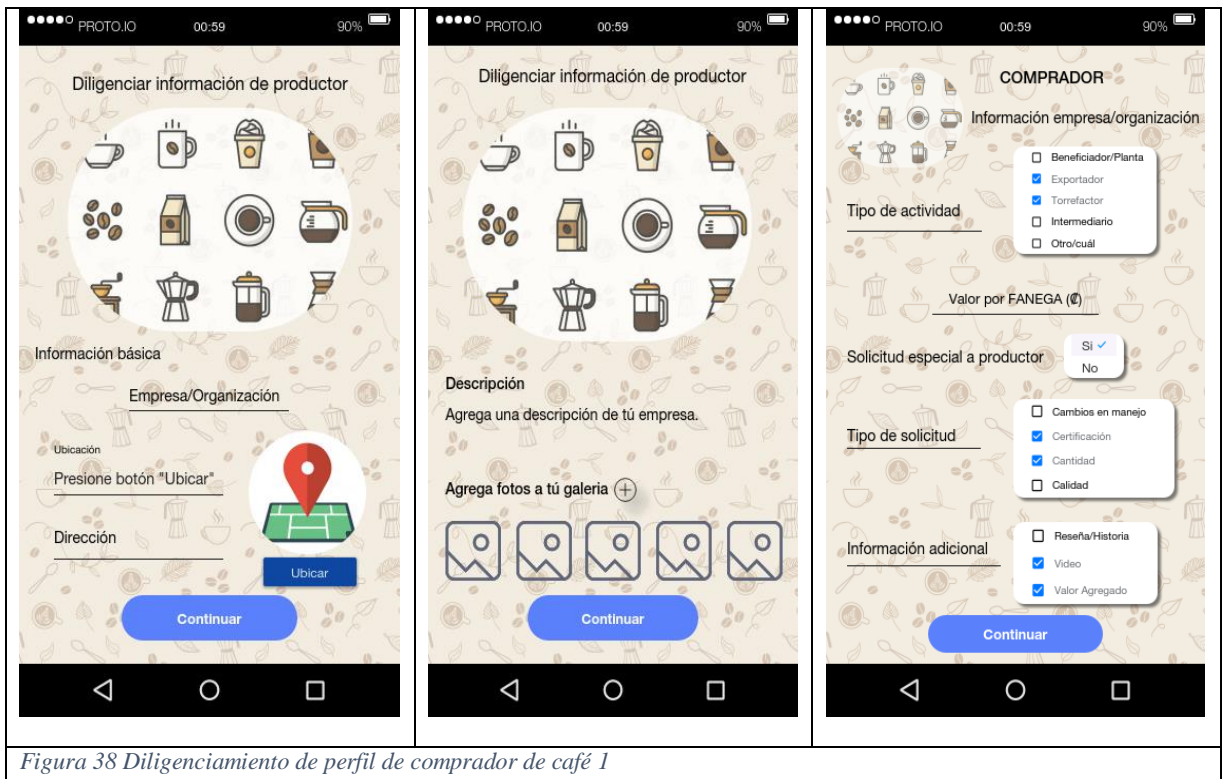 PROTO.IO 00:59 90%
Diligenciar información de productor
Información básica
Empresa/Organización
Ubicación
Presione botón "Ubicar"
Dirección
Ubicar
Continuar
PROTO.IO 00:59 90%
Diligenciar información de productor
Descripción
Agrega una descripción de tú empresa.
Agrega fotos a tú galeria
Continuar
PROTO.IO 00:59 90%
COMPRADOR
Información empresa/organización
Tipo de actividad
Beneficiador/Planta
Exportador
Torrefactor
Intermediario
Otro/cuál
Valor por FANEGA (₡)
Solicitud especial a productor
Si
No
Tipo de solicitud
Cambios en manejo
Certificación
Cantidad
Calidad
Información adicional
Reseña/Historia
Video
Valor Agregado
Continuar
Figura 38 Diligenciamiento de perfil de comprador de café 1